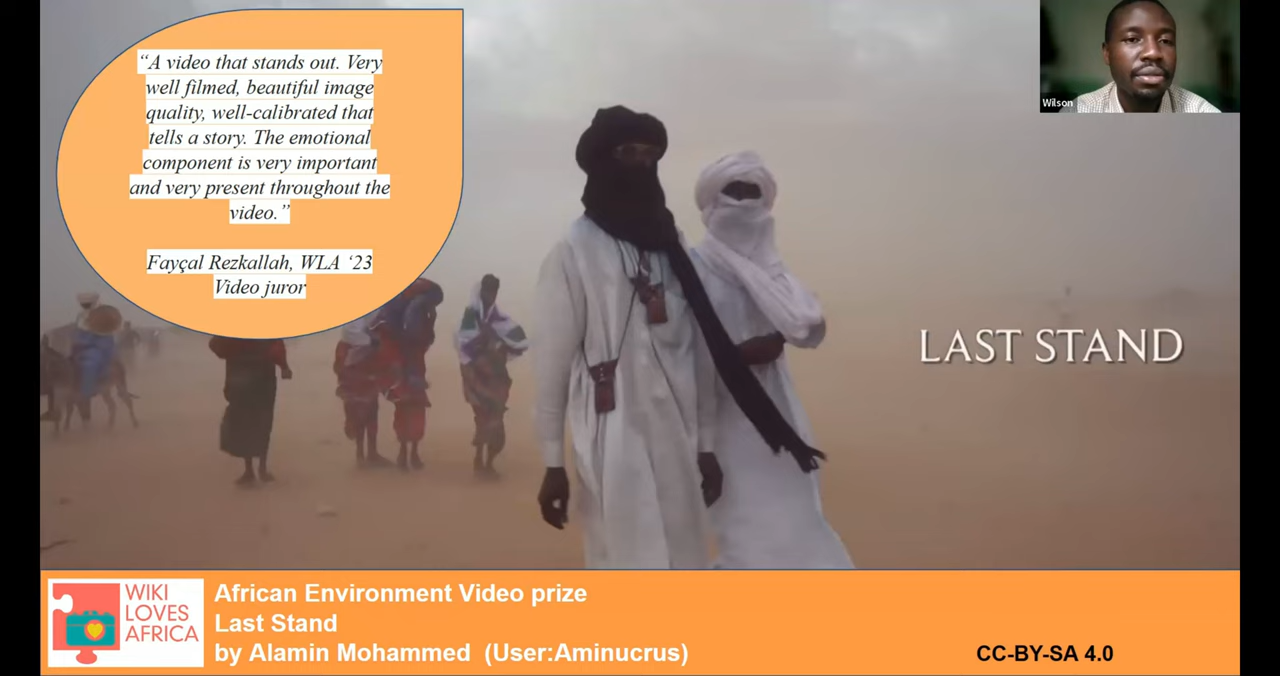 “A video that stands out. Very
well filmed, beautiful image
quality, well-calibrated that
tells a story. The emotional
component is very important
and very present throughout the
video.”
Fayçal Rezkallah, WLA ‘23
Video juror
Wilson
LAST STAND
WIKI
LOVES
AFRICA
African Environment Video prize
Last Stand
by Alamin Mohammed (User:Aminucrus)
CC-BY-SA 4.0